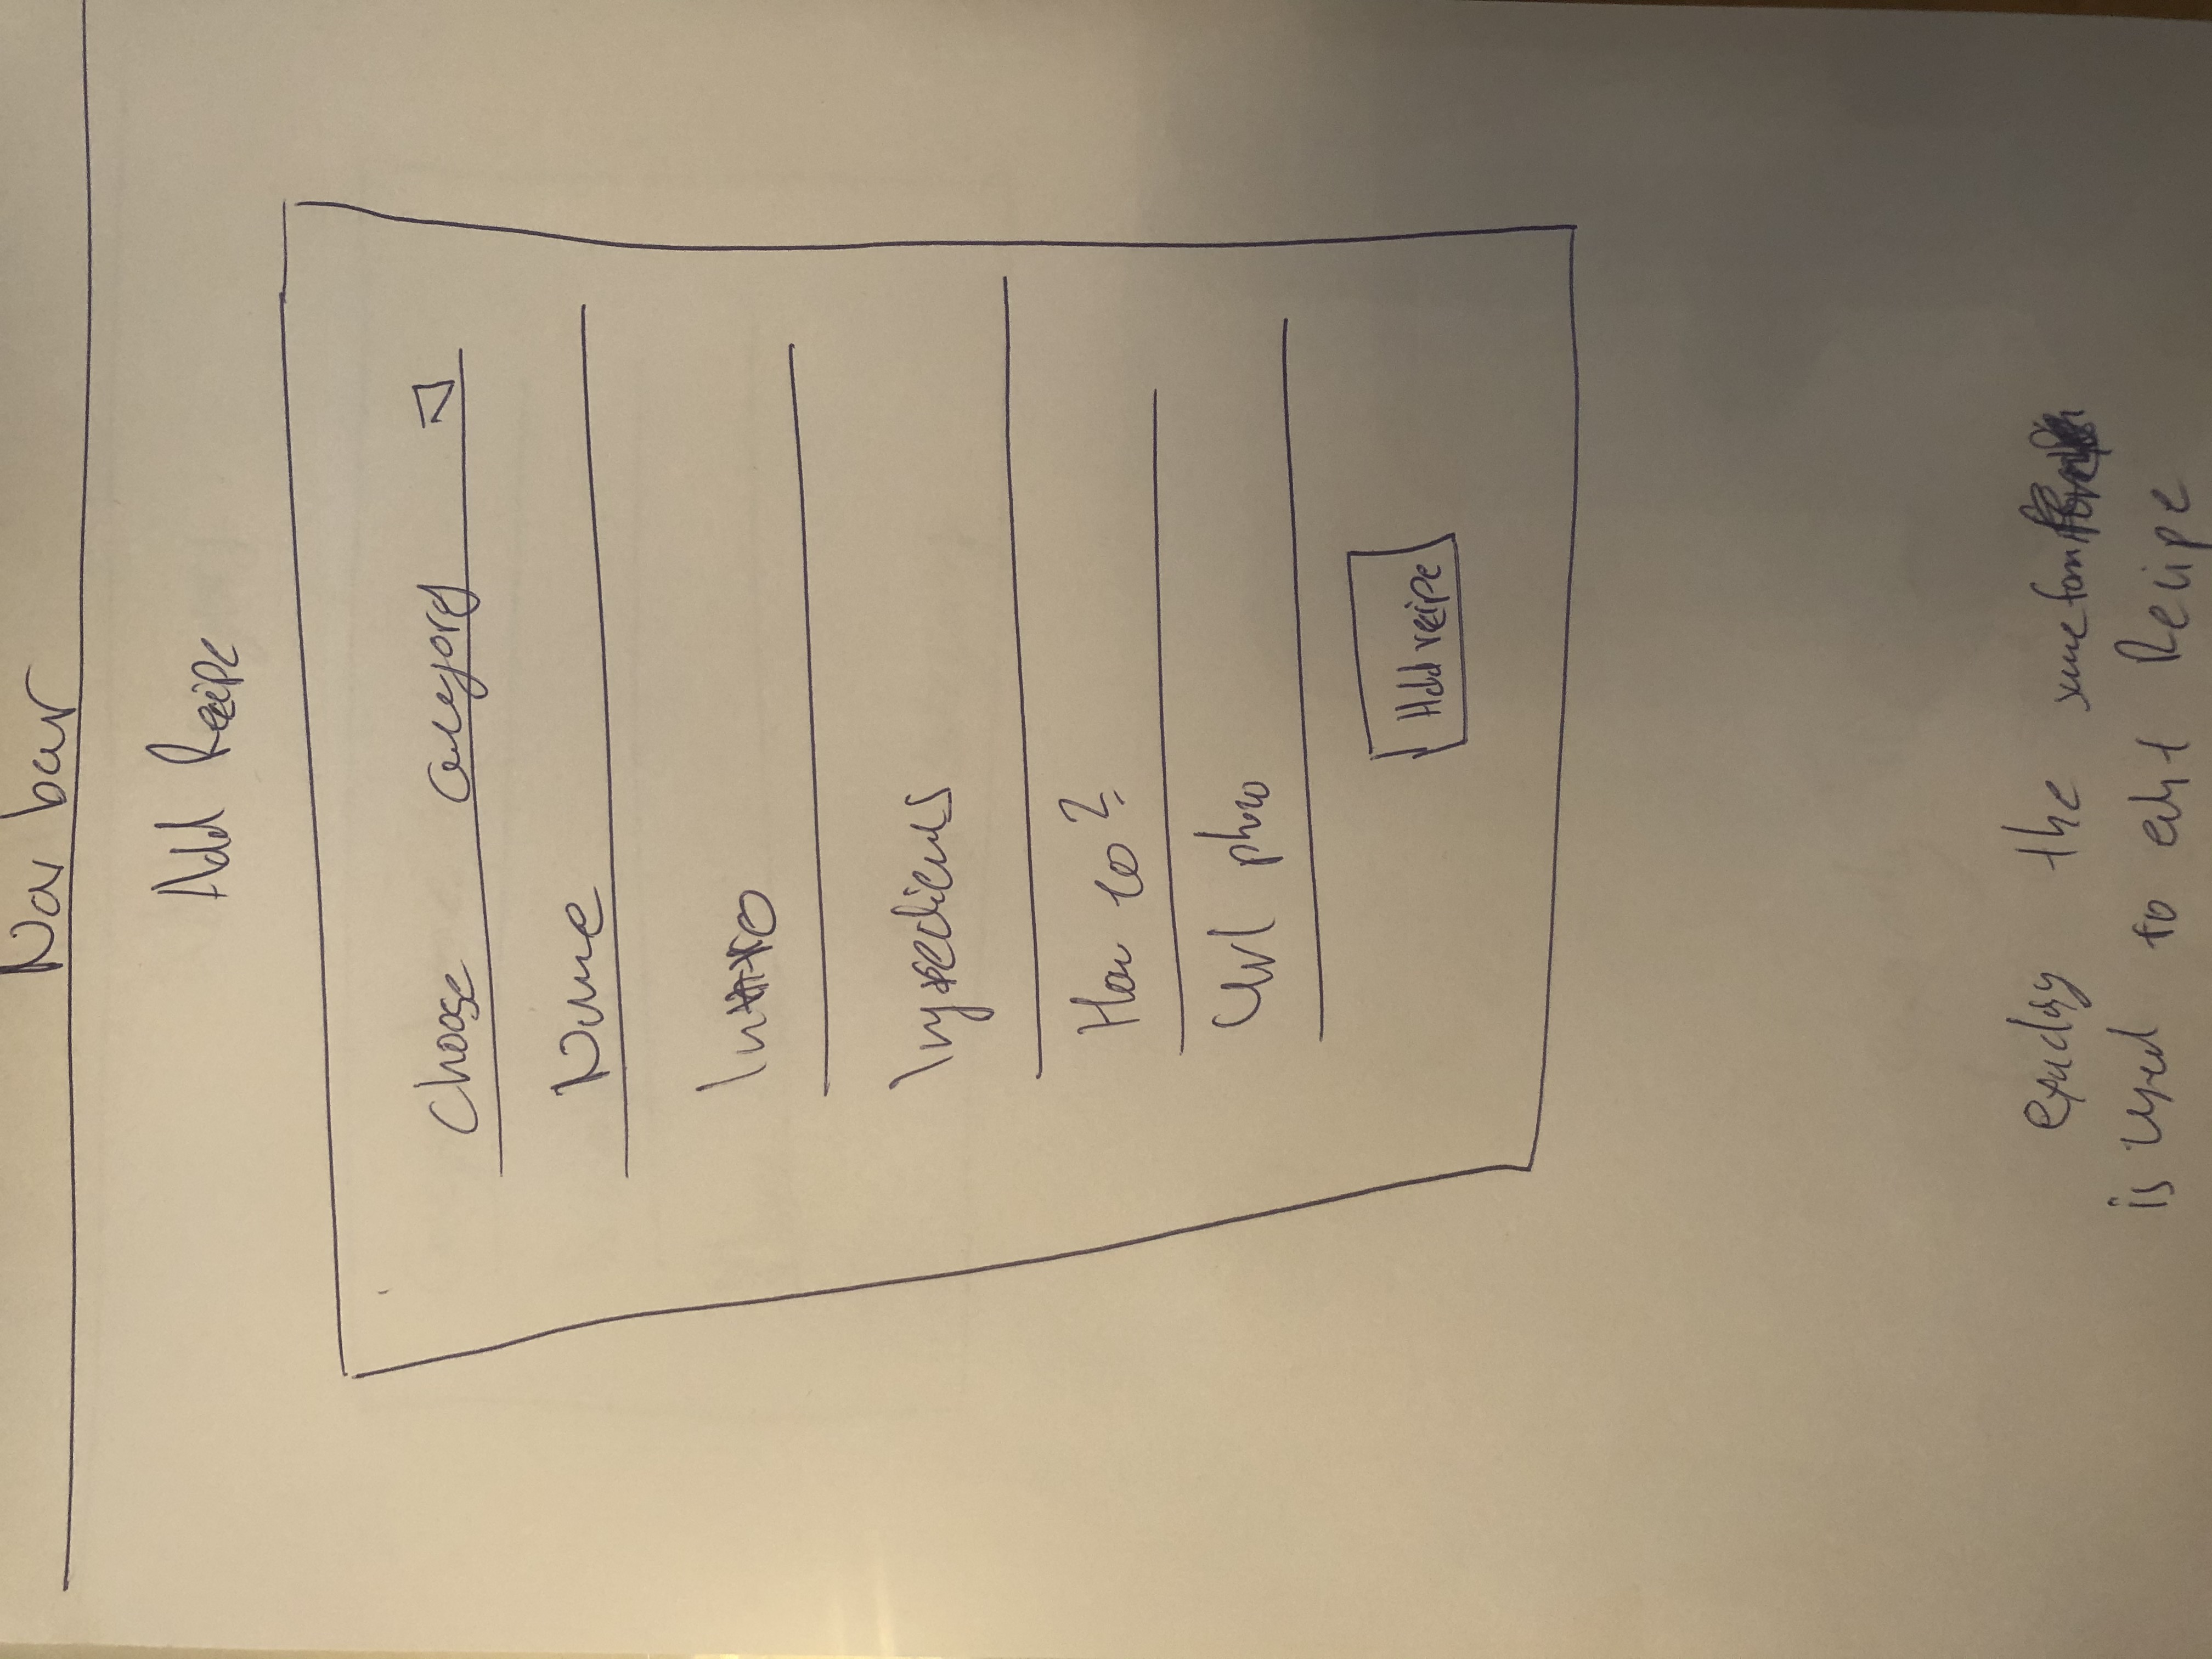 Nav bar
Add Recipe
Choose Category
Name
Intro
Ingredients
How to?
Url photo
Add recipe
exactly the same form
is used to edit Recipe